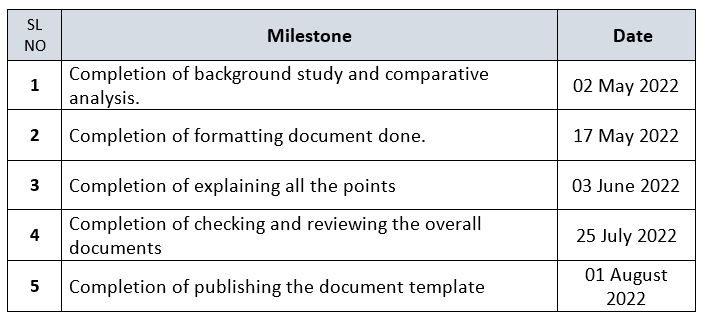 SL
NO
Milestone
Date
1
Completion of background study and comparative
analysis.
02 May 2022
2
Completion of formatting document done.
17 May 2022
3
Completion of explaining all the points
03 June 2022
4
Completion of checking and reviewing the overall
documents
25 July 2022
5
Completion of publishing the document template
01 August
2022